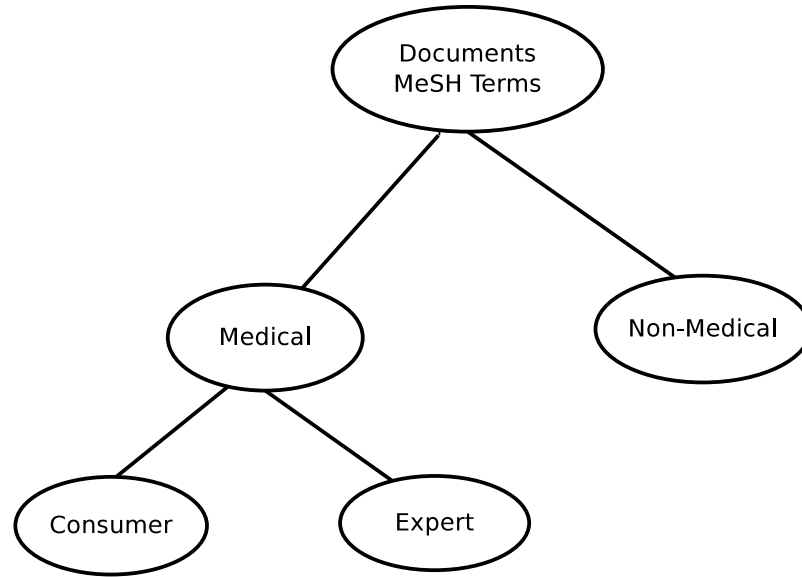 Documents
MeSH Terms
Medical
Non-Medical
Consumer
Expert